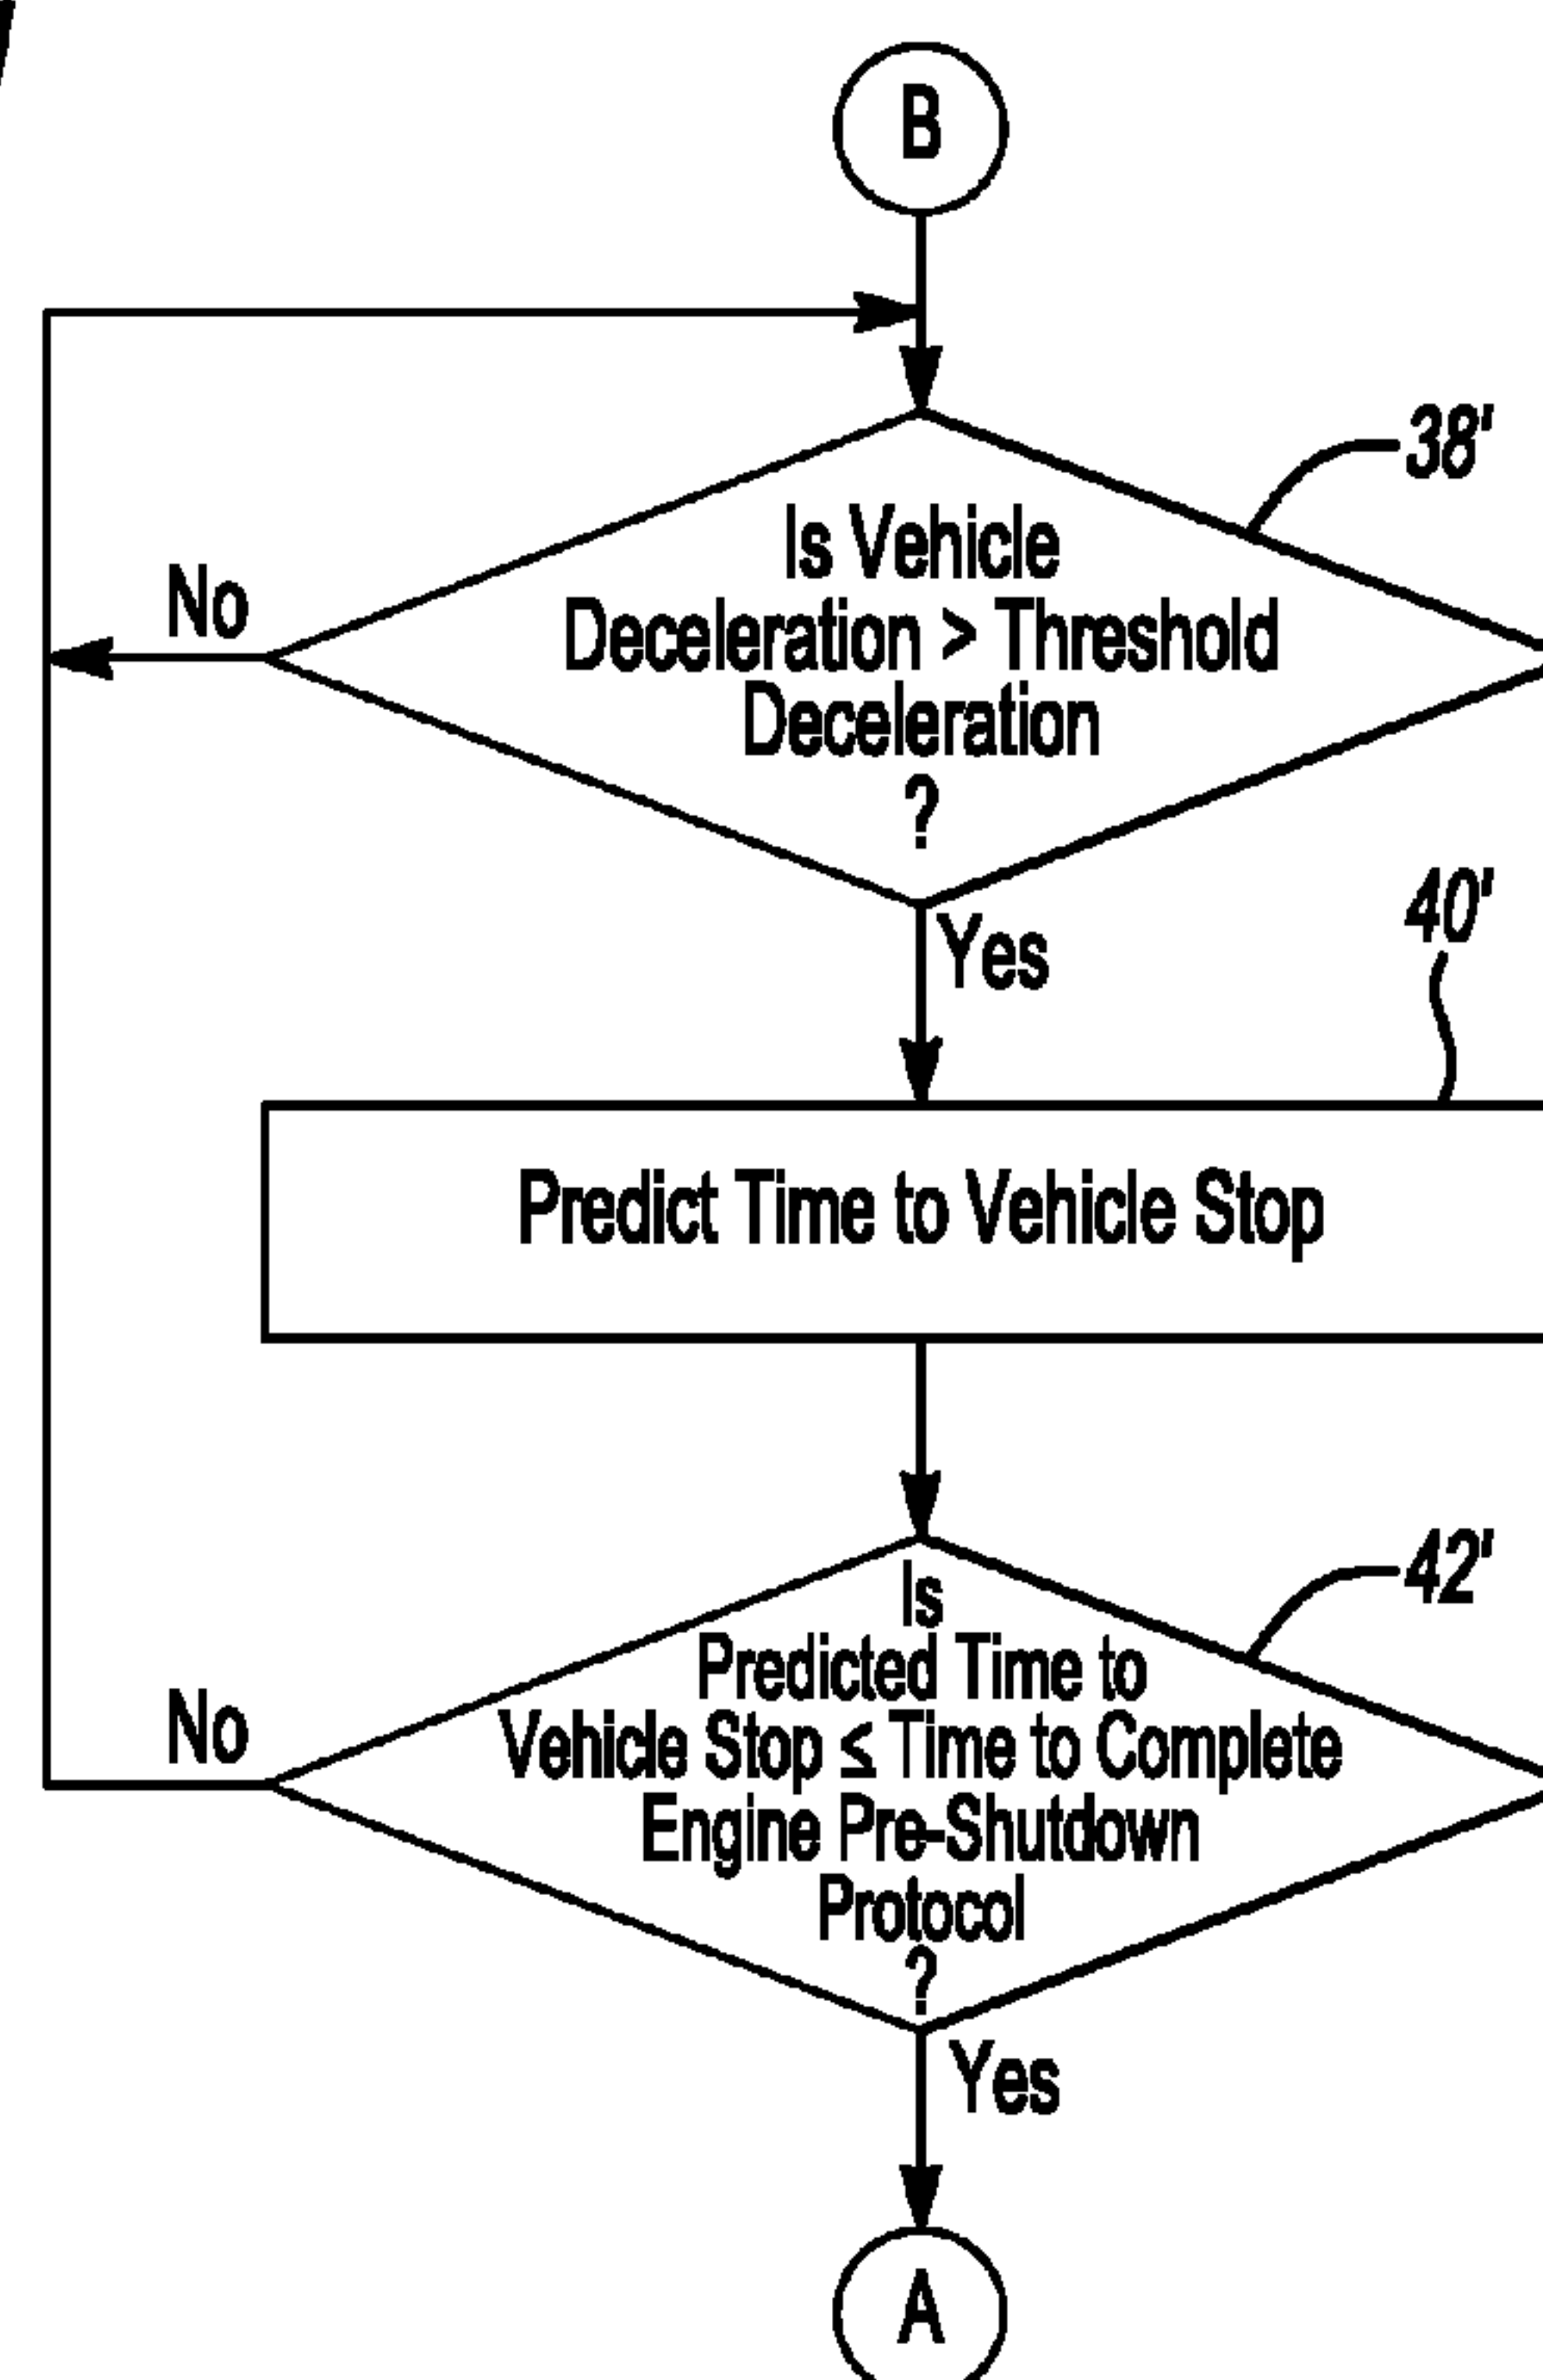 B
38'
Is Vehicle
Deceleration > Threshold
Deceleration
?
No
Yes
40'
Predict Time to Vehicle Stop
42'
Is
Predicted Time to
Vehicle Stop ≤ Time to Complete
Engine Pre-Shutdown
Protocol
?
No
Yes
A